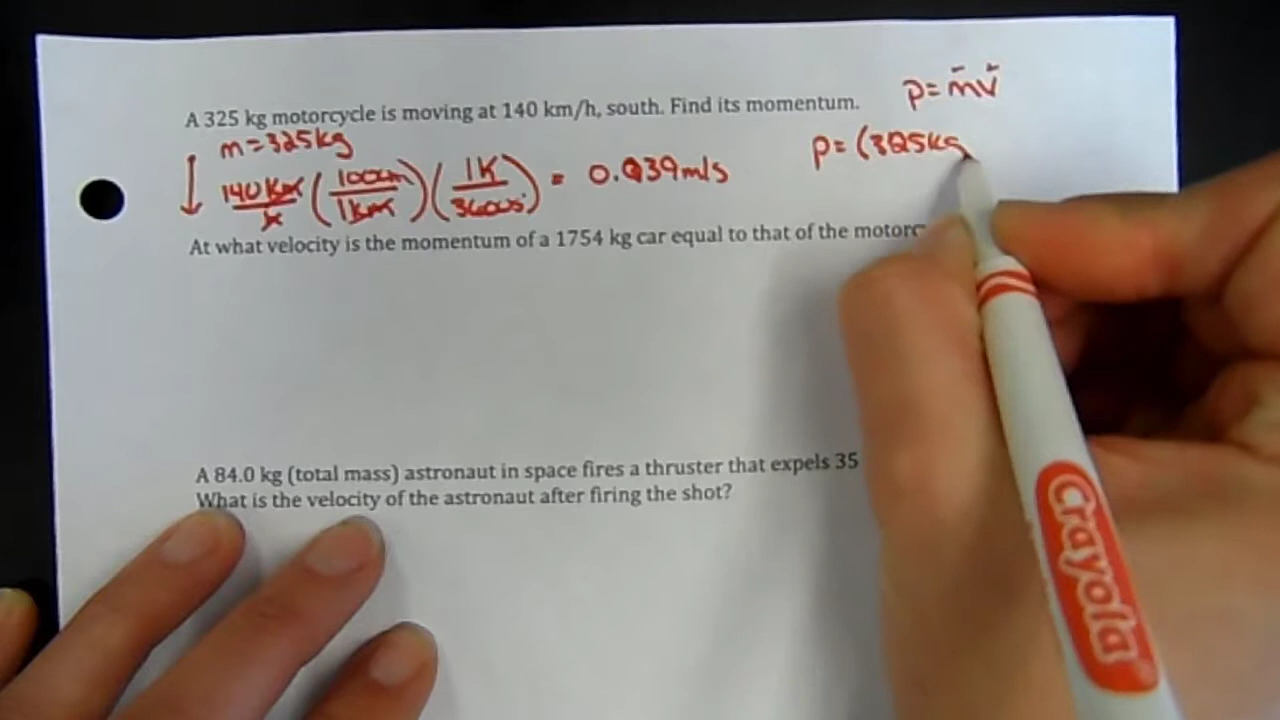 A 325 kg motorcycle is moving at 140 km/h, south. Find its momentum.
p = mv
m = 325kg
p = (325kg
140 km/h (100m/1km) (1h/3600s) = 0.039m/s
At what velocity is the momentum of a 1754 kg car equal to that of the
A 84.0 kg (total mass) astronaut in space fires a thruster that expels 35
What is the velocity of the astronaut after firing the shot?
Crayola